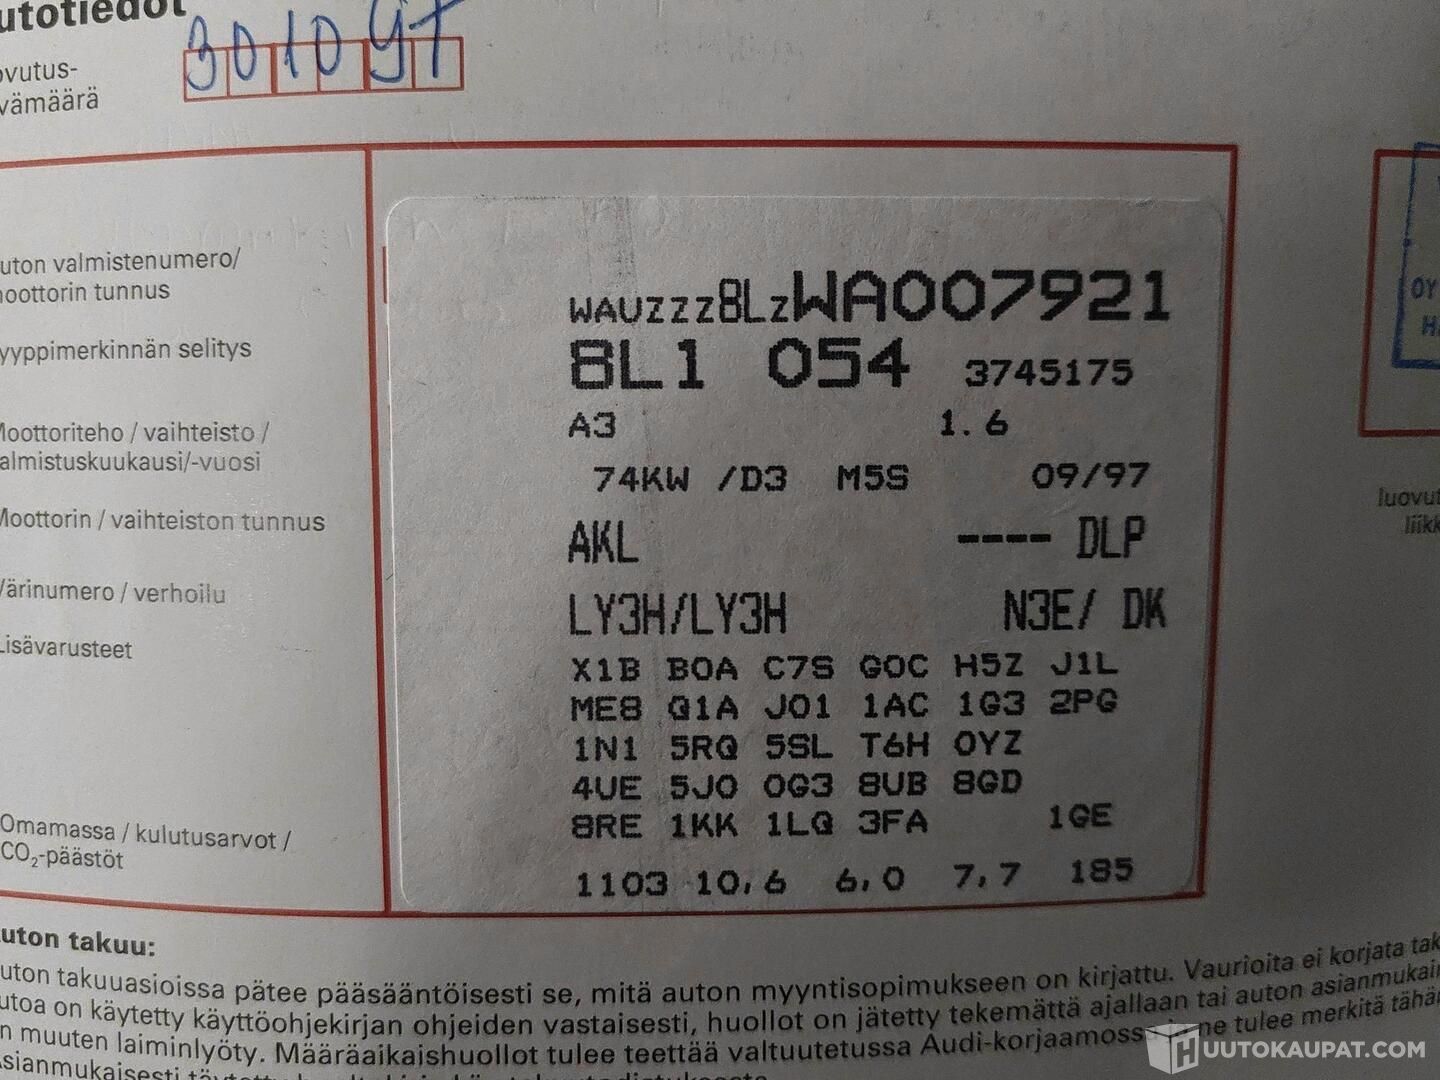 utotiedot
301097
ovutus-
vämäärä
uton valmistenumero/
oottorin tunnus
WAUZZZ8LZWA007921
8L1 054 3745175
yyppimerkinnän selitys
A3 1.6
Moottoriteho / vaihteisto /
almistuskuukausi/-vuosi
74KW /D3 M5S 09/97
Moottorin / vaihteiston tunnus
AKL ---- DLP
Värinumero / verhoilu
LY3H/LY3H N3E/ DK
Lisävarusteet
X1B B0A C7S G0C H5Z J1L
ME8 Q1A J01 1AC 1G3 2PG
1N1 5RQ 5SL T6H 0YZ
4UE 5J0 0G3 8UB 8GD
8RE 1KK 1LQ 3FA 1GE
Omamassa / kulutusarvot /
CO₂-päästöt
1103 10,6 6,0 7,7 185
OY
H
luovut
liikk
uton takuu:
uton takuuasioissa pätee pääsääntöisesti se, mitä auton myyntisopimukseen on kirjattu. Vaurioita ei korjata tak
utoa on käytetty käyttöohjekirjan ohjeiden vastaisesti, huollot on jätetty tekemättä ajallaan tai auton asianmukai
n muuten laiminlyöty. Määräaikaishuollot tulee teettää valtuutetussa Audi-korjaamossa ne tulee merkitä tähä
HUUTOKAUPAT.COM